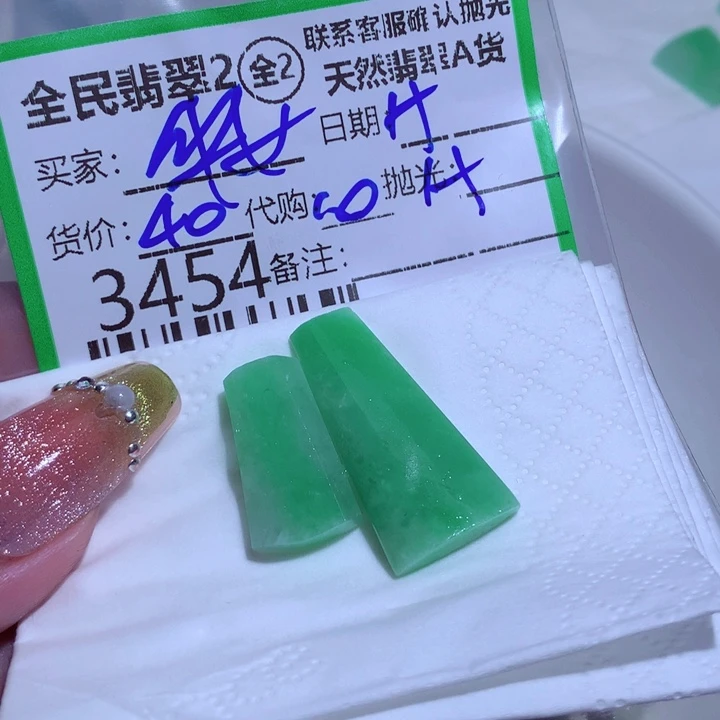 联系客服确认抛光
全民翡翠2 全2 天然翡翠A货
买家： 日期
货价：40 代购 抛光：
3454 备注：